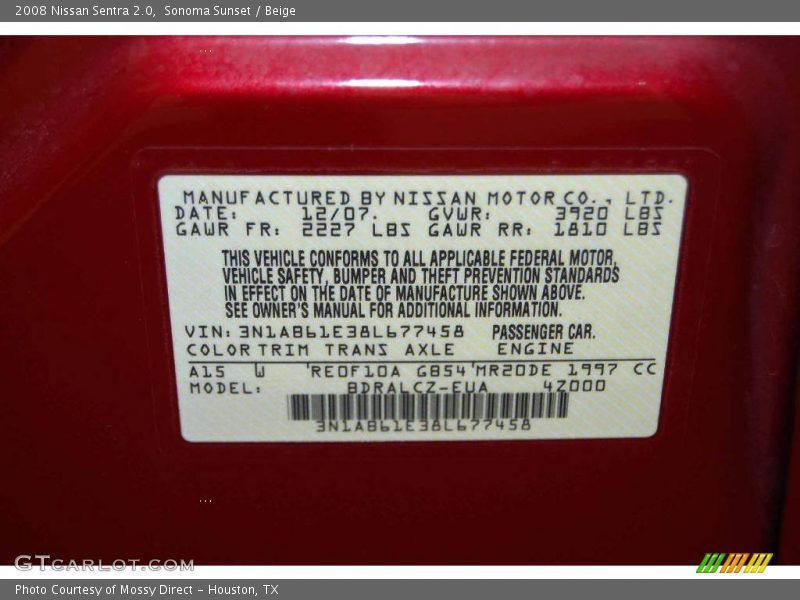 2008 Nissan Sentra 2.0,  Sonoma Sunset / Beige
MANUFACTURED BY NISSAN MOTOR CO., LTD.
DATE: 12/07. GVWR: 3920 LBS
GAWR FR: 2227 LBS GAWR RR: 1810 LBS
THIS VEHICLE CONFORMS TO ALL APPLICABLE FEDERAL MOTOR,
VEHICLE SAFETY, BUMPER AND THEFT PREVENTION STANDARDS
IN EFFECT ON THE DATE OF MANUFACTURE SHOWN ABOVE.
SEE OWNER'S MANUAL FOR ADDITIONAL INFORMATION.
VIN: 3N1AB61E38L677458 PASSENGER CAR.
COLOR TRIM TRANS AXLE ENGINE
A15 W 'RE0F10A GB54'MR20DE 1997 CC
MODEL: BDRALCZ-EUA 4Z000
3N1AB61E38L677458
GTCARLOT.COM
Photo Courtesy of Mossy Direct – Houston, TX